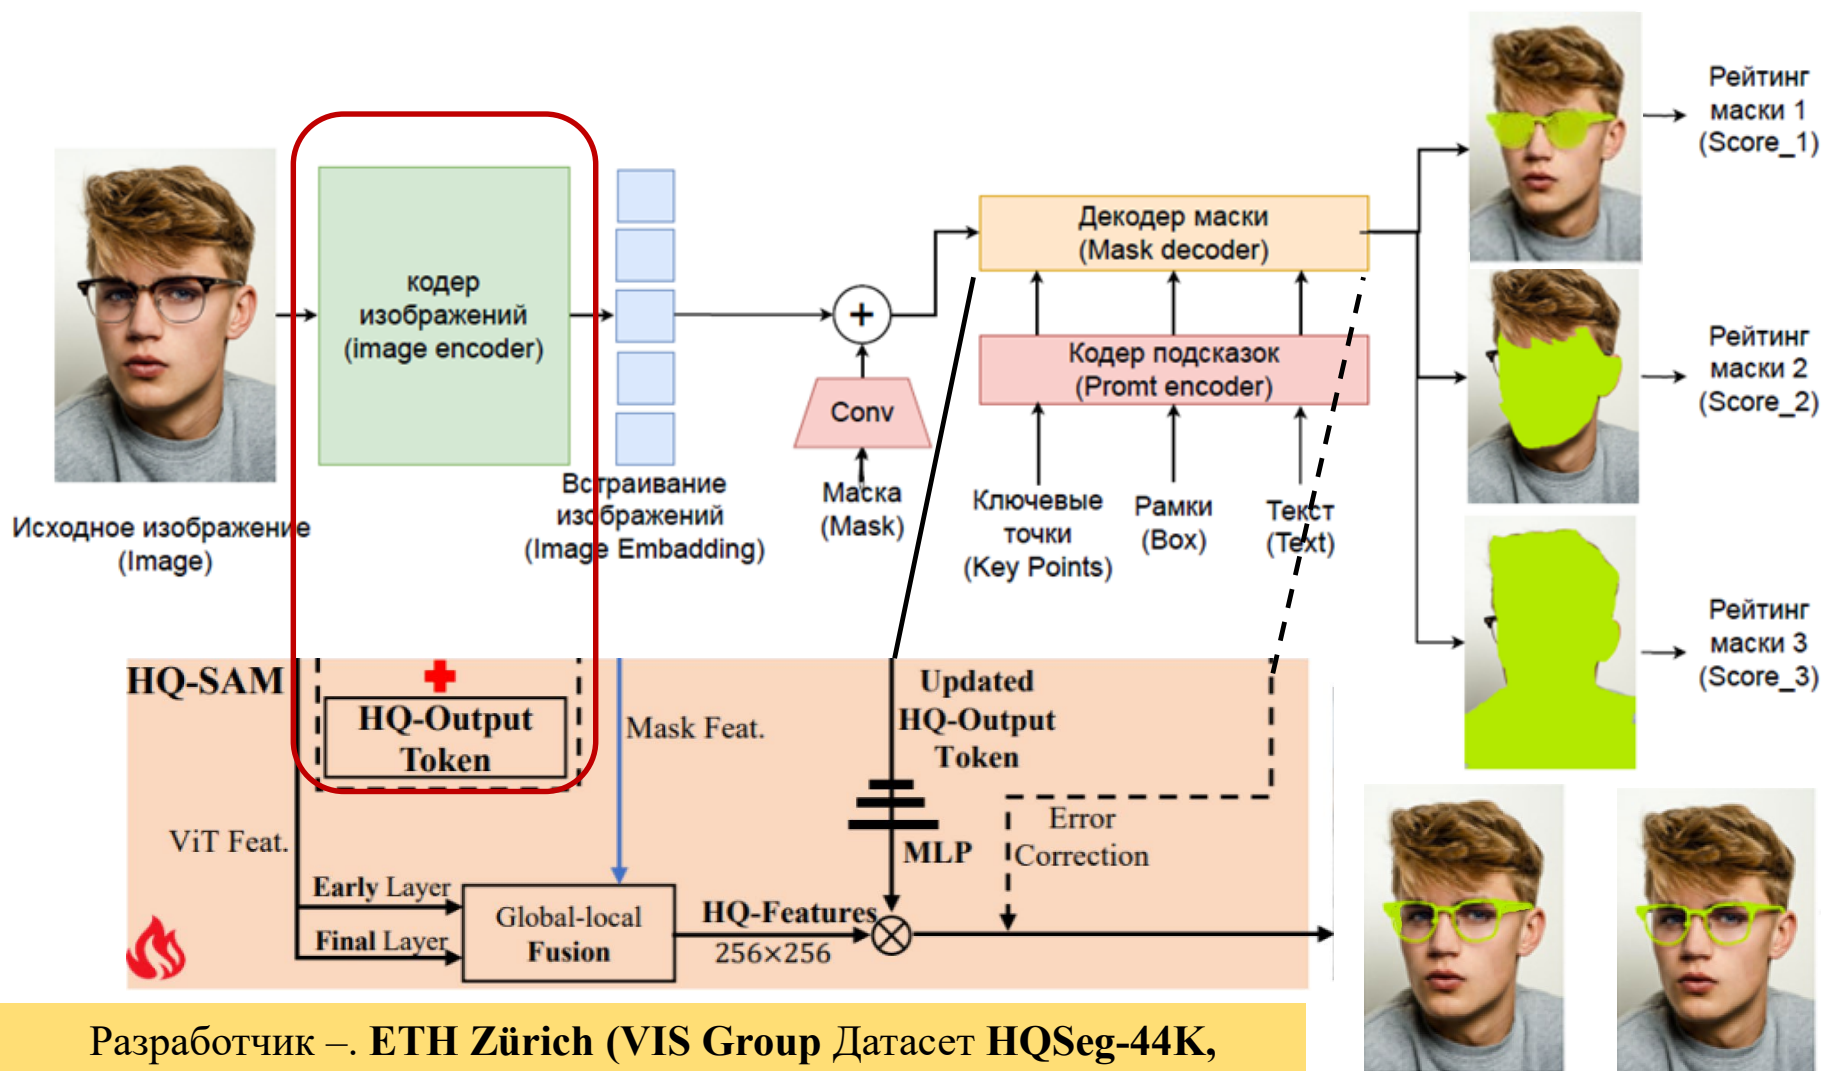 Исходное изображение
(Image)
кодер
изображений
(image encoder)
Встраивание
изображений
(Image Embadding)
Conv
Маска
(Mask)
Декодер маски
(Mask decoder)
Кодер подсказок
(Promt encoder)
Ключевые
точки
(Key Points)
Рамки
(Box)
Текст
(Text)
Рейтинг
маски 1
(Score_1)
Рейтинг
маски 2
(Score_2)
Рейтинг
маски 3
(Score_3)
HQ-SAM
HQ-Output
Token
Mask Feat.
Updated
HQ-Output
Token
MLP
Error
Correction
ViT Feat.
Early Layer
Final Layer
Global-local
Fusion
HQ-Features
256×256
Разработчик –. ETH Zürich (VIS Group Датасет HQSeg-44K,